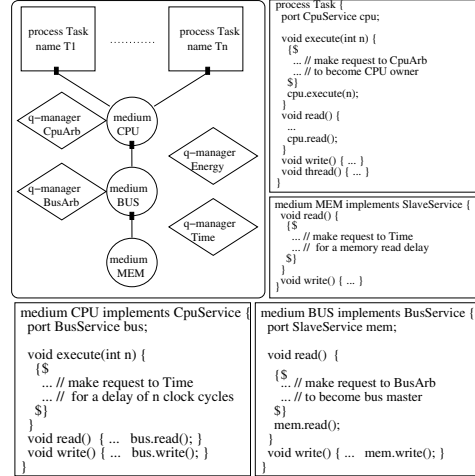 process Task
name T1
............
process Task
name Tn
q−manager
CpuArb
medium
CPU
q−manager
Energy
q−manager
BusArb
medium
BUS
q−manager
Time
medium
MEM
process Task {
port CpuService cpu;
void execute(int n) {
{$
... // make request to CpuArb
... // to become CPU owner
$}
cpu.execute(n);
}
void read() {
...
cpu.read();
}
void write() { ... }
void thread() { ... }
}
medium MEM implements SlaveService {
void read() {
{$
... // make request to Time
... // for a memory read delay
$}
}
void write() { ... }
}
medium CPU implements CpuService {
port BusService bus;
void execute(int n) {
{$
... // make request to Time
... // for a delay of n clock cycles
$}
}
void read() { ... bus.read(); }
void write() { ... bus.write(); }
}
medium BUS implements BusService {
port SlaveService mem;
void read() {
{$
... // make request to BusArb
... // to become bus master
$}
mem.read();
}
void write() { ... mem.write(); }
}